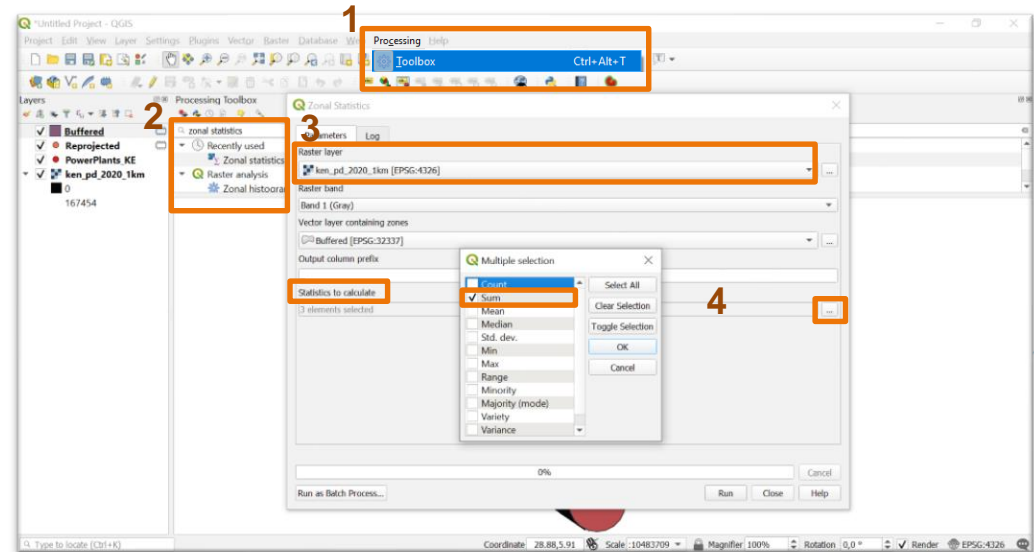 1
*Untitled Project - QGIS
Project Edit View Layer Settings Plugins Vector Raster Database Processing Help
Toolbox Ctrl+Alt+T
Layers
Processing Toolbox
2
zonal statistics
Recently used
Zonal statistics
Raster analysis
Zonal histogra
Buffered
Reprojected
PowerPlants_KE
ken_pd_2020_1km
0
167454
Zonal Statistics
3
Parameters Log
Raster layer
ken_pd_2020_1km [EPSG:4326]
...
Raster band
Band 1 (Gray)
Vector layer containing zones
Buffered [EPSG:32337]
...
Output column prefix
Statistics to calculate
3 elements selected
4
...
Multiple selection
Count
Sum
Mean
Median
Std. dev.
Min
Max
Range
Minority
Majority (mode)
Variety
Variance
Select All
Clear Selection
Toggle Selection
OK
Cancel
0%
Cancel
Run as Batch Process...
Run Close Help
Type to locate (Ctrl+K)
Coordinate 28.88,5.91 Scale :10483709 Magnifier 100% Rotation 0,0 ° Render EPSG:4326